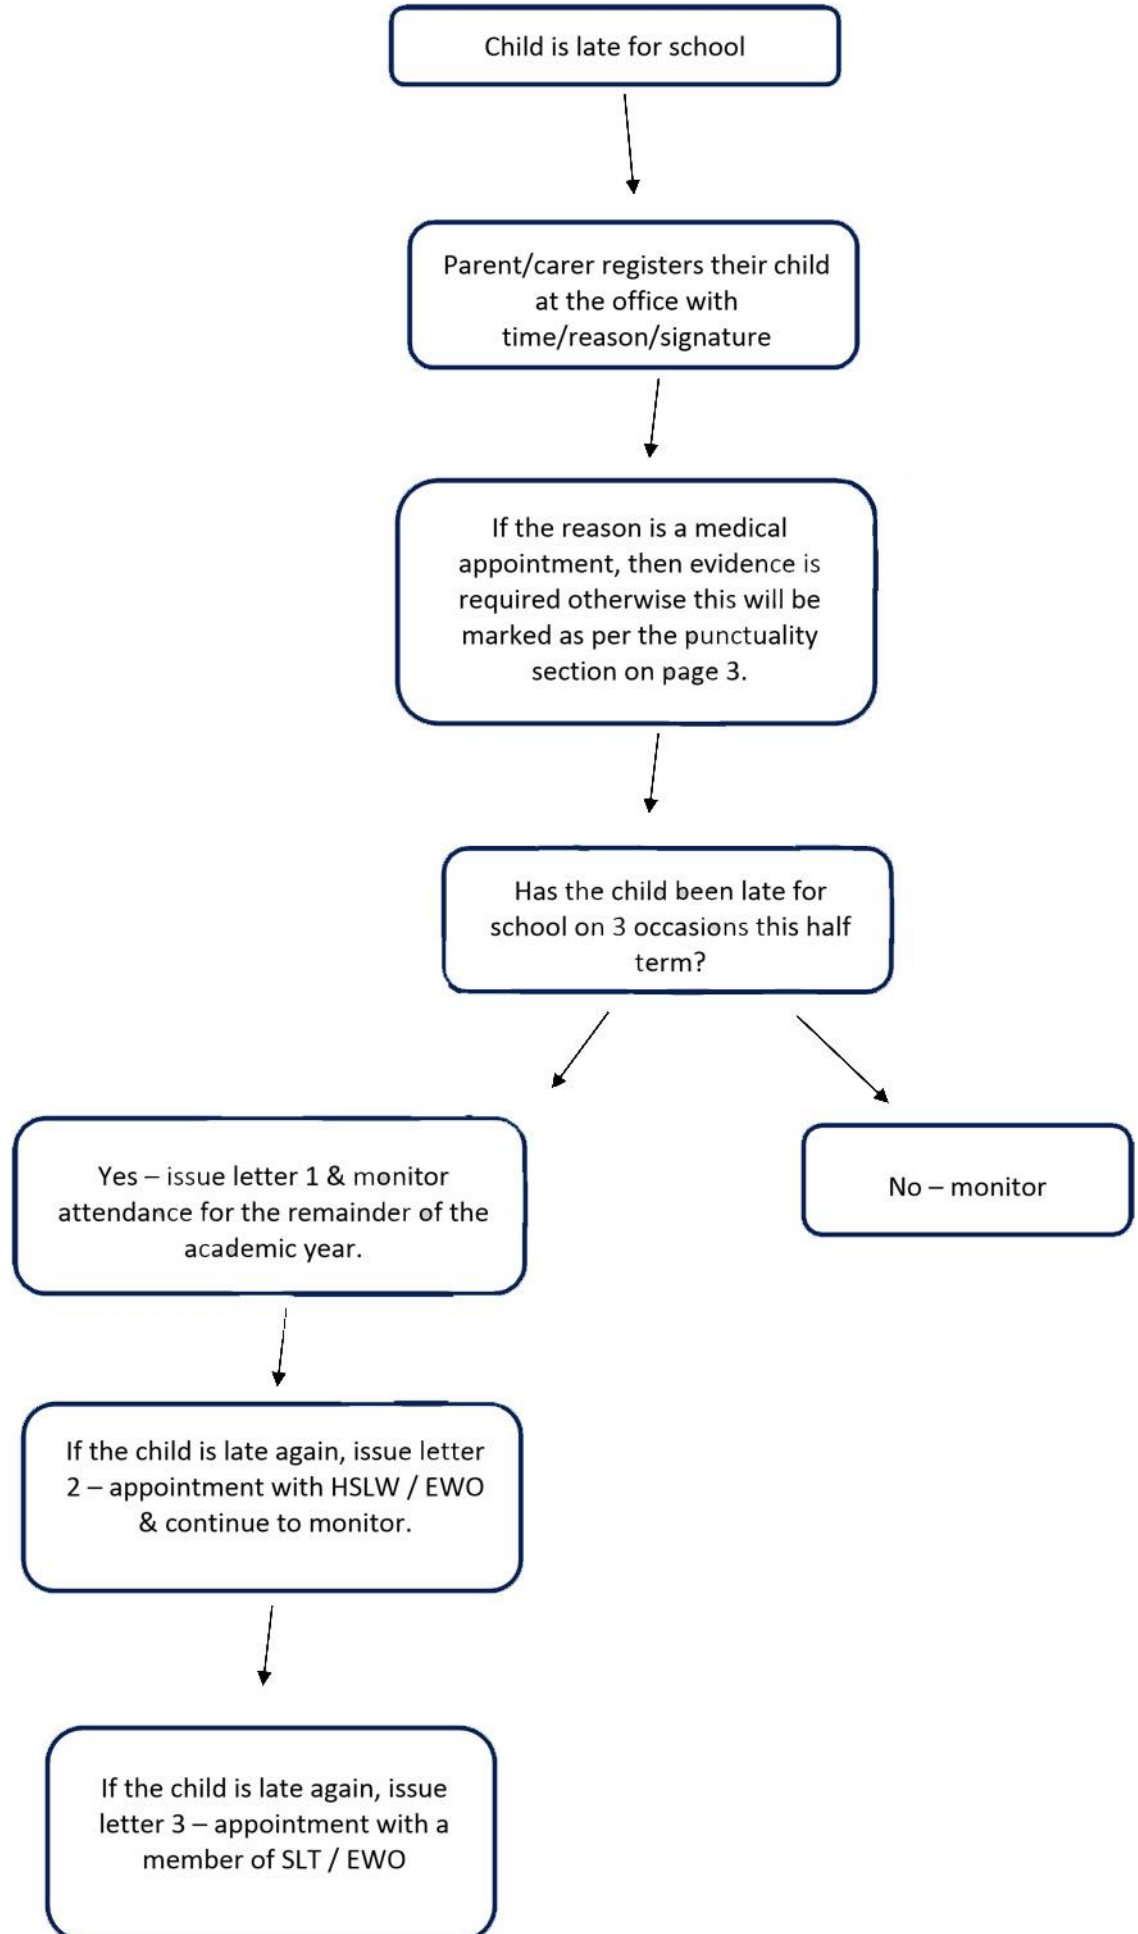 Child is late for school
Parent/carer registers their child
at the office with
time/reason/signature
If the reason is a medical
appointment, then evidence is
required otherwise this will be
marked as per the punctuality
section on page 3.
Has the child been late for
school on 3 occasions this half
term?
Yes – issue letter 1 & monitor
attendance for the remainder of the
academic year.
No – monitor
If the child is late again, issue letter
2 – appointment with HSLW / EWO
& continue to monitor.
If the child is late again, issue
letter 3 – appointment with a
member of SLT / EWO